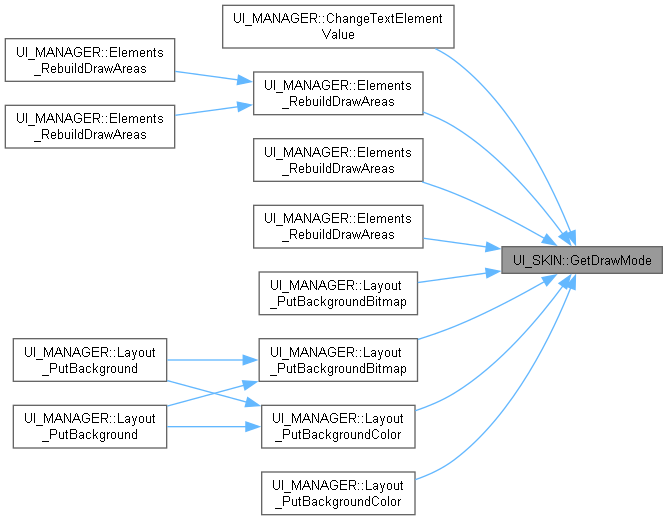 UI_MANAGER::ChangeTextElement
Value
UI_MANAGER::Elements
_RebuildDrawAreas
UI_MANAGER::Elements
_RebuildDrawAreas
UI_MANAGER::Elements
_RebuildDrawAreas
UI_MANAGER::Elements
_RebuildDrawAreas
UI_MANAGER::Elements
_RebuildDrawAreas
UI_SKIN::GetDrawMode
UI_MANAGER::Layout
_PutBackgroundBitmap
UI_MANAGER::Layout
_PutBackground
UI_MANAGER::Layout
_PutBackgroundBitmap
UI_MANAGER::Layout
_PutBackground
UI_MANAGER::Layout
_PutBackgroundColor
UI_MANAGER::Layout
_PutBackgroundColor